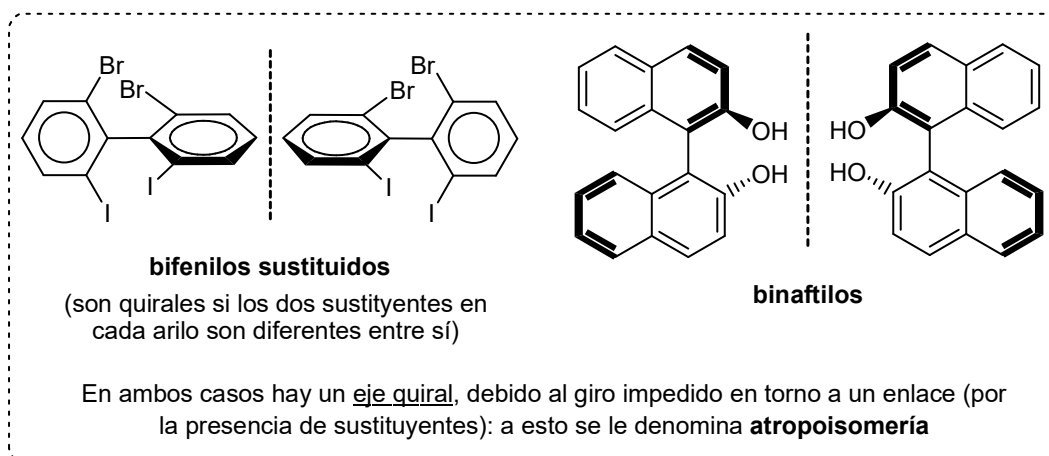 Br
Br
I
I
Br
Br
I
I
OH
OH
HO
HO
bifenilos sustituidos
(son quirales si los dos sustityentes en
cada arilo son diferentes entre sí)
binaftilos
En ambos casos hay un eje quiral, debido al giro impedido en torno a un enlace (por
la presencia de sustituyentes): a esto se le denomina atropoisomería